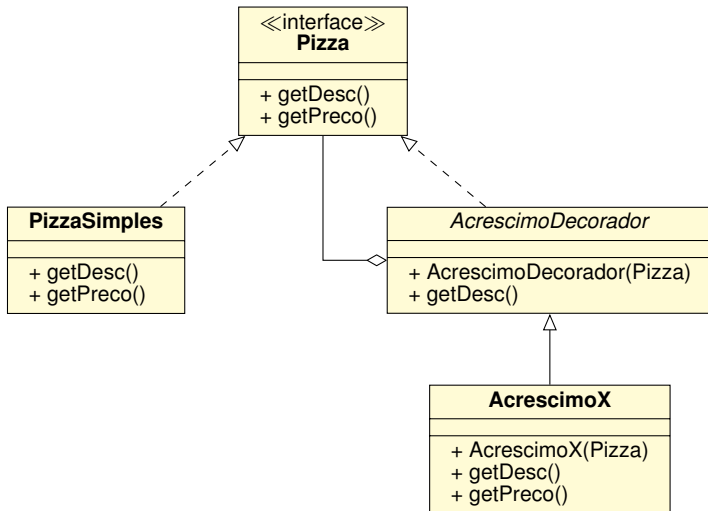 ≪interface≫
Pizza
+ getDesc()
+ getPreco()
PizzaSimples
+ getDesc()
+ getPreco()
AcrescimoDecorador
+ AcrescimoDecorador(Pizza)
+ getDesc()
AcrescimoX
+ AcrescimoX(Pizza)
+ getDesc()
+ getPreco()